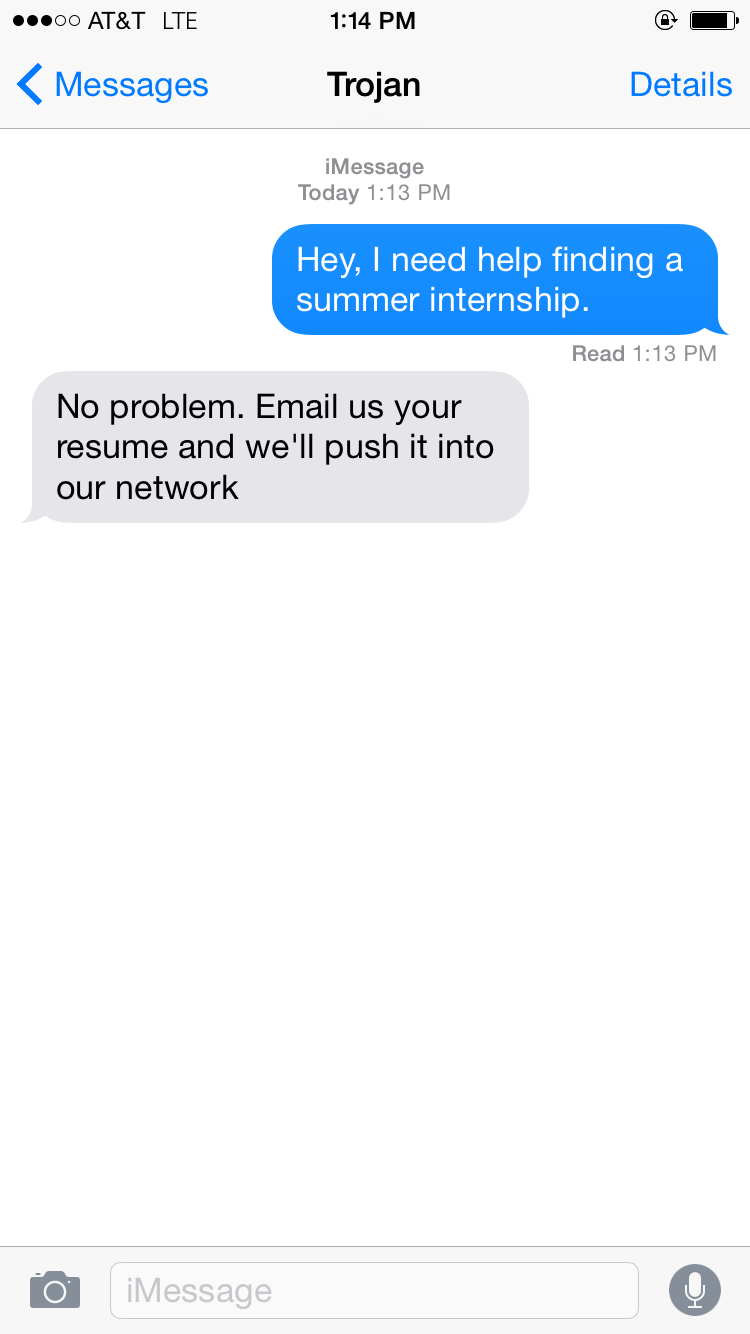 AT&T LTE 1:14 PM
Messages Trojan Details
iMessage
Today 1:13 PM
Hey, I need help finding a
summer internship.
Read 1:13 PM
No problem. Email us your
resume and we'll push it into
our network
iMessage